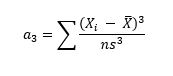 a₃ = ∑ (Xᵢ − X̄)³ / ns³